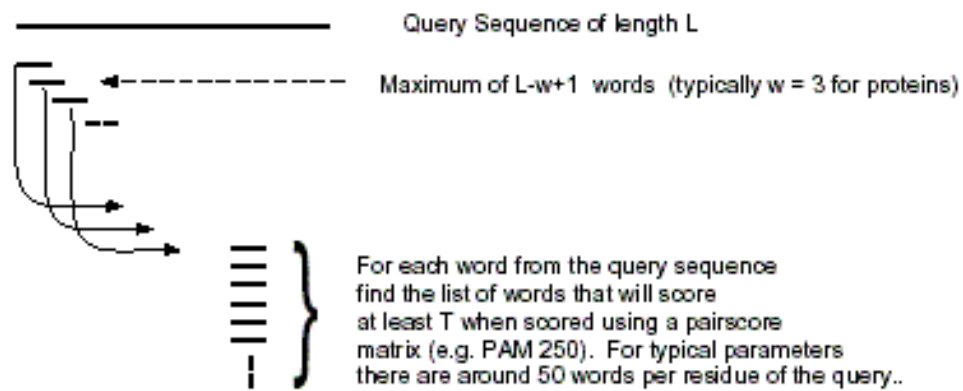 Query Sequence of length L
Maximum of L-w+1 words (typically w = 3 for proteins)
For each word from the query sequence
find the list of words that will score
at least T when scored using a pairscore
matrix (e.g. PAM 250). For typical parameters
there are around 50 words per residue of the query..